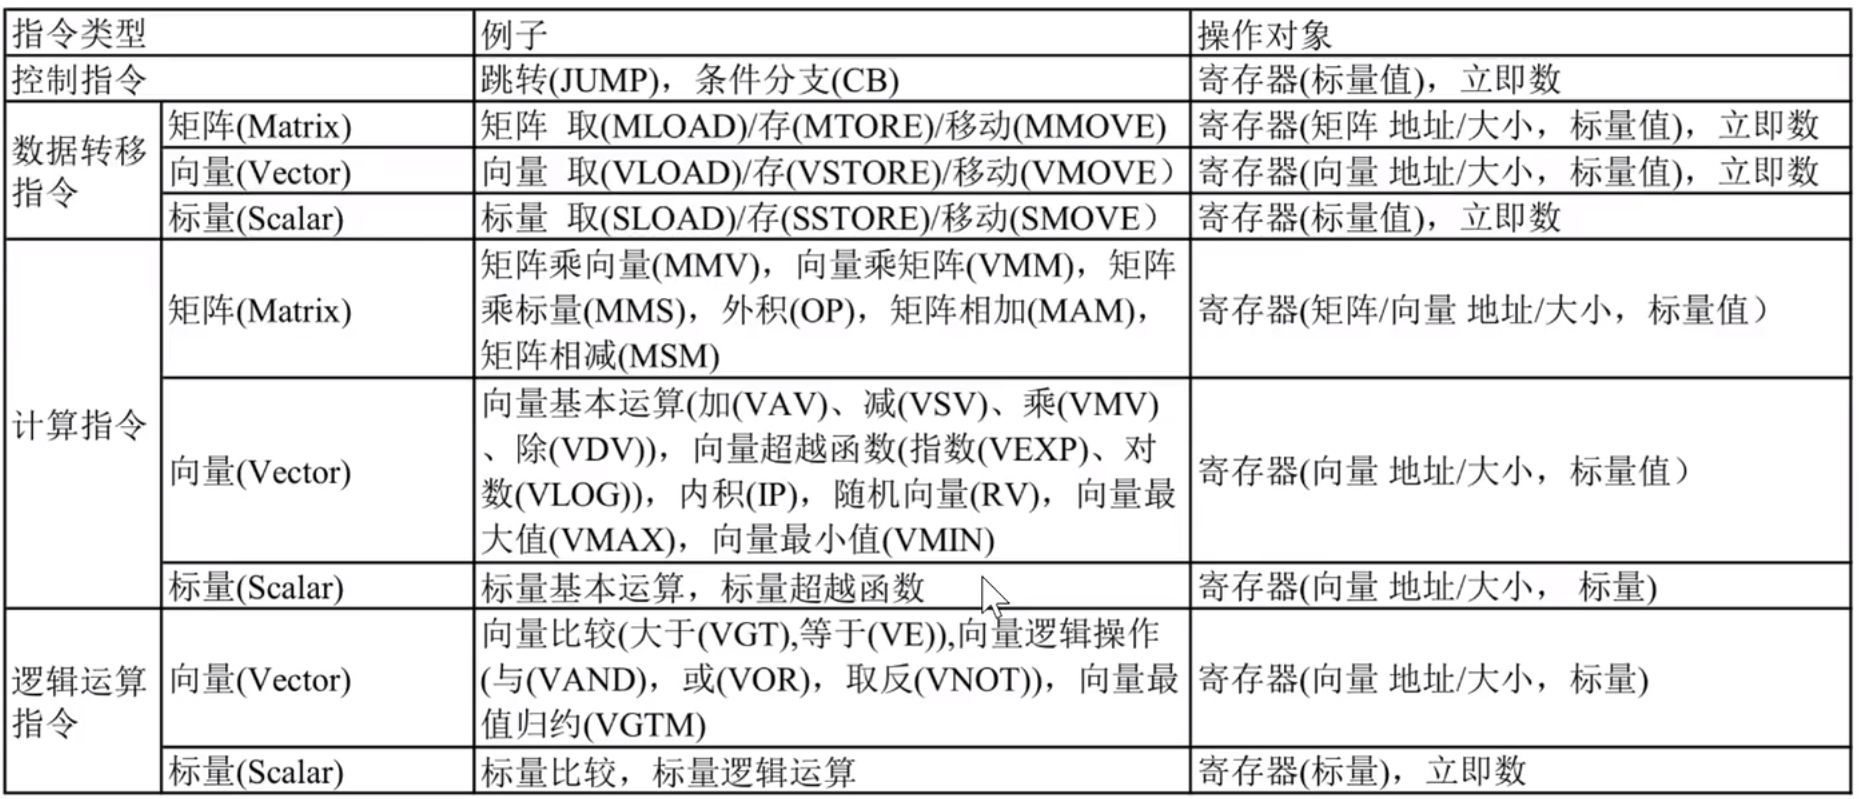 指令类型 例子 操作对象
控制指令 跳转(JUMP)，条件分支(CB) 寄存器(标量值)，立即数
数据转移
指令
矩阵(Matrix) 矩阵 取(MLOAD)/存(MTORE)/移动(MMOVE) 寄存器(矩阵 地址/大小，标量值)，立即数
向量(Vector) 向量 取(VLOAD)/存(VSTORE)/移动(VMOVE） 寄存器(向量 地址/大小，标量值)，立即数
标量(Scalar) 标量 取(SLOAD)/存(SSTORE)/移动(SMOVE） 寄存器(标量值)，立即数
计算指令
矩阵(Matrix)
矩阵乘向量(MMV)，向量乘矩阵(VMM)，矩阵
乘标量(MMS)，外积(OP)，矩阵相加(MAM)，
矩阵相减(MSM)
寄存器(矩阵/向量 地址/大小，标量值）
向量(Vector)
向量基本运算(加(VAV)、减(VSV)、乘(VMV)
、除(VDV))，向量超越函数(指数(VEXP)、对
数(VLOG))，内积(IP)，随机向量(RV)，向量最
大值(VMAX)，向量最小值(VMIN)
寄存器(向量 地址/大小，标量值）
标量(Scalar) 标量基本运算，标量超越函数 寄存器(向量 地址/大小， 标量)
逻辑运算
指令
向量(Vector)
向量比较(大于(VGT),等于(VE)),向量逻辑操作
(与(VAND)，或(VOR)，取反(VNOT))，向量最
值归约(VGTM)
寄存器(向量 地址/大小，标量)
标量(Scalar) 标量比较，标量逻辑运算 寄存器(标量)，立即数